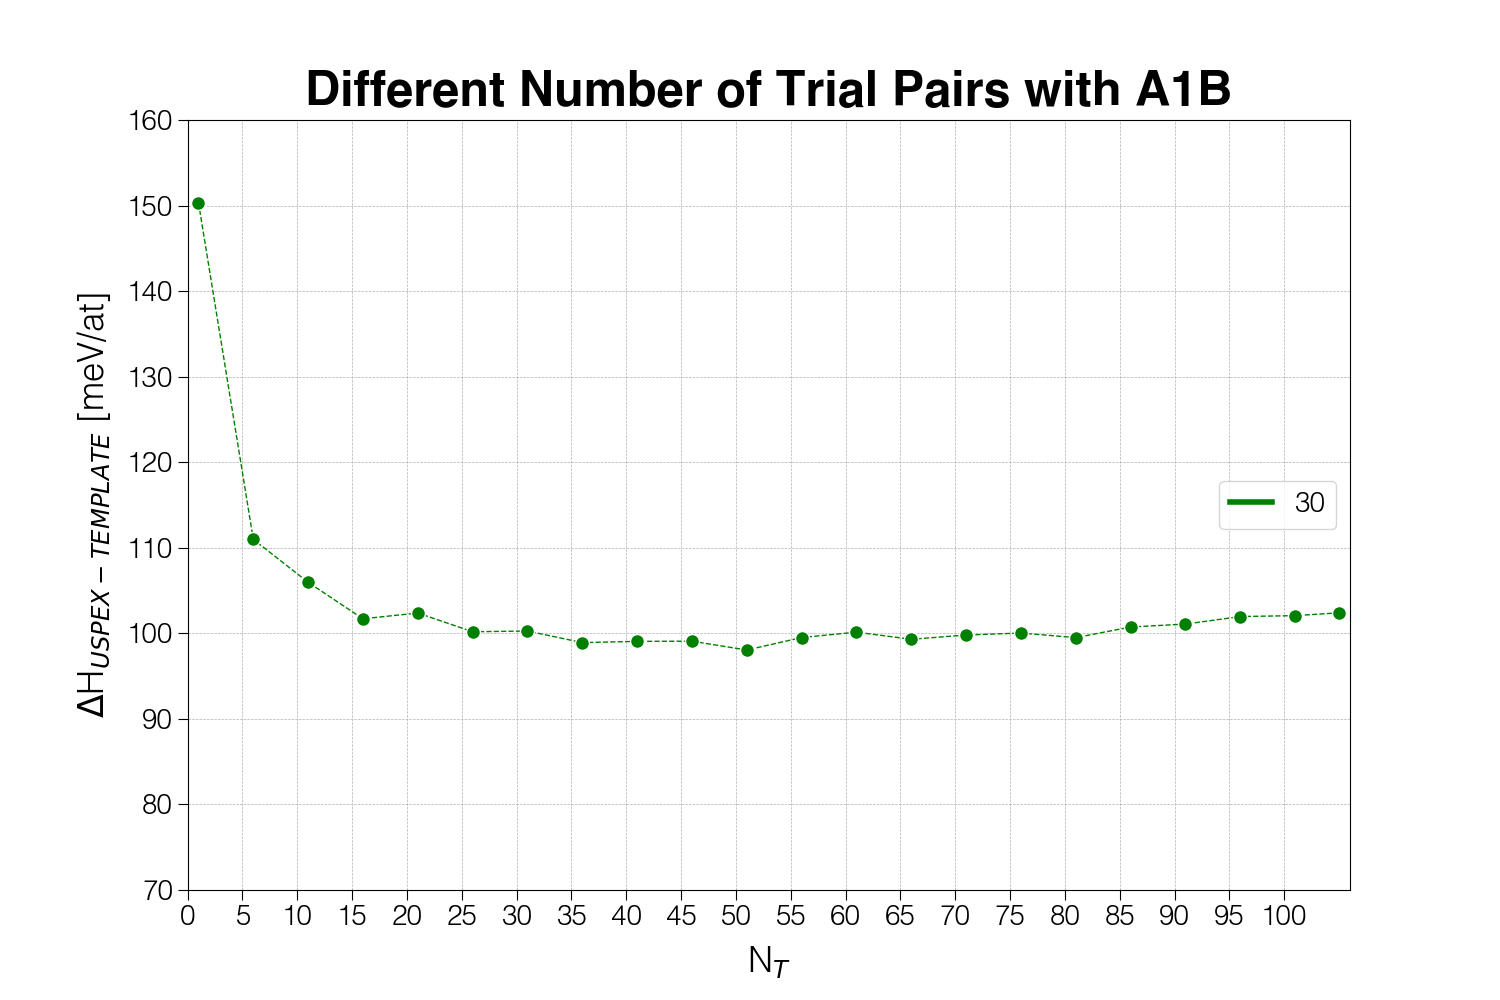 Different Number of Trial Pairs with A1B
160
150
140
130
120
110
100
90
80
70
ΔH_USPEX − TEMPLATE [meV/at]
30
0 5 10 15 20 25 30 35 40 45 50 55 60 65 70 75 80 85 90 95 100
N_T